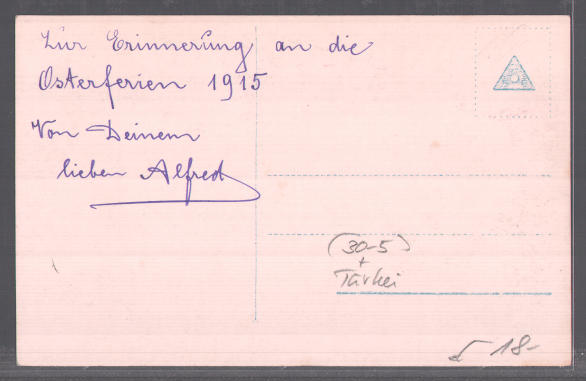 Zur Erinnerung an die
Osterferien 1915
Von Deinem
lieben Alfred
(30-5)
+
Türkei
18-